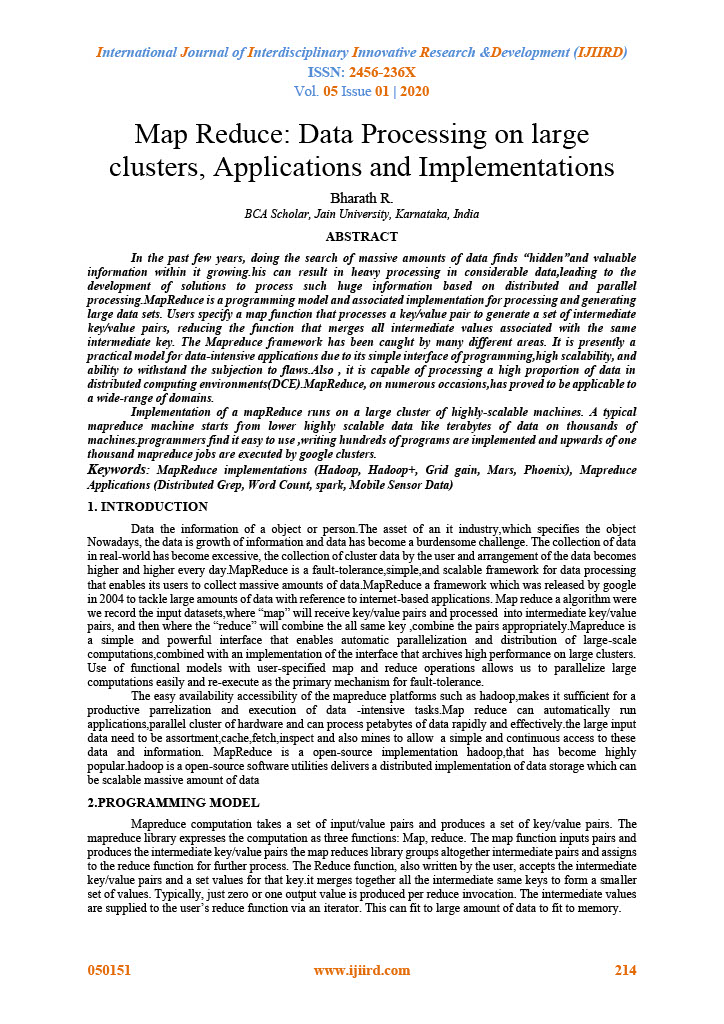 International Journal of Interdisciplinary Innovative Research &Development (IJIIRD)
ISSN: 2456-236X
Vol. 05 Issue 01 | 2020
Map Reduce: Data Processing on large
clusters, Applications and Implementations
Bharath R.
BCA Scholar, Jain University, Karnataka, India
ABSTRACT
In the past few years, doing the search of massive amounts of data finds “hidden”and valuable
information within it growing.his can result in heavy processing in considerable data,leading to the
development of solutions to process such huge information based on distributed and parallel
processing.MapReduce is a programming model and associated implementation for processing and generating
large data sets. Users specify a map function that processes a key/value pair to generate a set of intermediate
key/value pairs, reducing the function that merges all intermediate values associated with the same
intermediate key. The Mapreduce framework has been caught by many different areas. It is presently a
practical model for data-intensive applications due to its simple interface of programming,high scalability, and
ability to withstand the subjection to flaws.Also , it is capable of processing a high proportion of data in
distributed computing environments(DCE).MapReduce, on numerous occasions,has proved to be applicable to
a wide-range of domains.
Implementation of a mapReduce runs on a large cluster of highly-scalable machines. A typical
mapreduce machine starts from lower highly scalable data like terabytes of data on thousands of
machines.programmers find it easy to use ,writing hundreds of programs are implemented and upwards of one
thousand mapreduce jobs are executed by google clusters.
Keywords: MapReduce implementations (Hadoop, Hadoop+, Grid gain, Mars, Phoenix), Mapreduce
Applications (Distributed Grep, Word Count, spark, Mobile Sensor Data)
1. INTRODUCTION
Data the information of a object or person.The asset of an it industry,which specifies the object
Nowadays, the data is growth of information and data has become a burdensome challenge. The collection of data
in real-world has become excessive, the collection of cluster data by the user and arrangement of the data becomes
higher and higher every day.MapReduce is a fault-tolerance,simple,and scalable framework for data processing
that enables its users to collect massive amounts of data.MapReduce a framework which was released by google
in 2004 to tackle large amounts of data with reference to internet-based applications. Map reduce a algorithm were
we record the input datasets,where “map” will receive key/value pairs and processed into intermediate key/value
pairs, and then where the “reduce” will combine the all same key ,combine the pairs appropriately.Mapreduce is
a simple and powerful interface that enables automatic parallelization and distribution of large-scale
computations,combined with an implementation of the interface that archives high performance on large clusters.
Use of functional models with user-specified map and reduce operations allows us to parallelize large
computations easily and re-execute as the primary mechanism for fault-tolerance.
The easy availability accessibility of the mapreduce platforms such as hadoop,makes it sufficient for a
productive parrelization and execution of data -intensive tasks.Map reduce can automatically run
applications,parallel cluster of hardware and can process petabytes of data rapidly and effectively.the large input
data need to be assortment,cache,fetch,inspect and also mines to allow a simple and continuous access to these
data and information. MapReduce is a open-source implementation hadoop,that has become highly
popular.hadoop is a open-source software utilities delivers a distributed implementation of data storage which can
be scalable massive amount of data
2.PROGRAMMING MODEL
Mapreduce computation takes a set of input/value pairs and produces a set of key/value pairs. The
mapreduce library expresses the computation as three functions: Map, reduce. The map function inputs pairs and
produces the intermediate key/value pairs the map reduces library groups altogether intermediate pairs and assigns
to the reduce function for further process. The Reduce function, also written by the user, accepts the intermediate
key/value pairs and a set values for that key.it merges together all the intermediate same keys to form a smaller
set of values. Typically, just zero or one output value is produced per reduce invocation. The intermediate values
are supplied to the user’s reduce function via an iterator. This can fit to large amount of data to fit to memory.
050151 www.ijiird.com 214